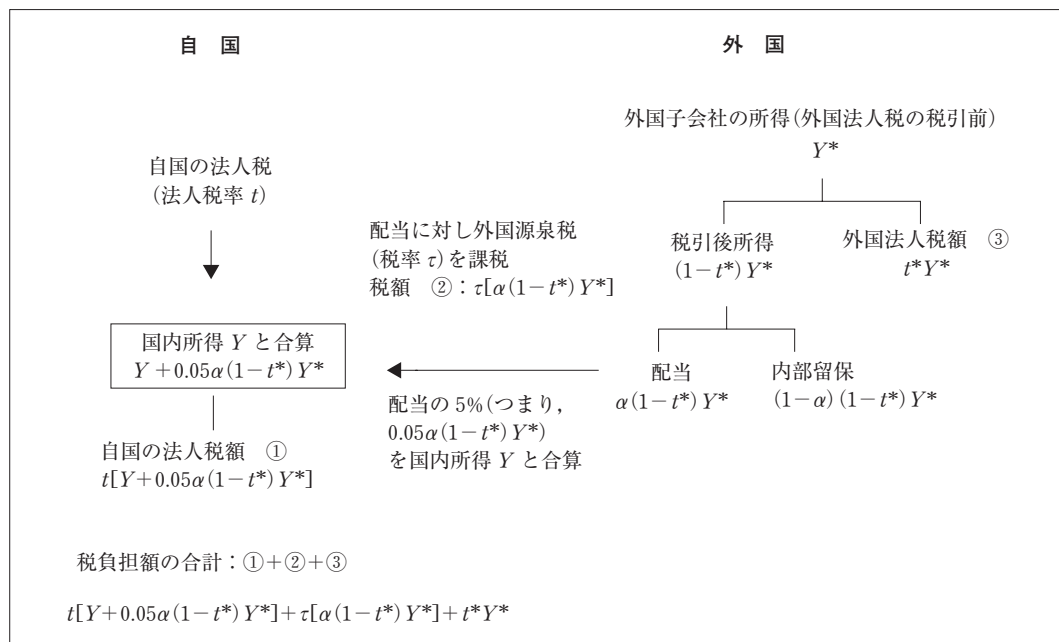 自 国
外 国
外国子会社の所得(外国法人税の税引前)
Y*
自国の法人税
(法人税率 t)
税引後所得
(1-t*)Y*
外国法人税額 ③
t*Y*
配当に対し外国源泉税
(税率 τ)を課税
税額 ②:τ[α(1-t*)Y*]
国内所得 Y と合算
Y+0.05α(1-t*)Y*
配当
α(1-t*)Y*
内部留保
(1-α)(1-t*)Y*
配当の 5%(つまり,
0.05α(1-t*)Y*)
を国内所得 Y と合算
自国の法人税額 ①
t[Y+0.05α(1-t*)Y*]
税負担額の合計:①+②+③
t[Y+0.05α(1-t*)Y*]+τ[α(1-t*)Y*]+t*Y*